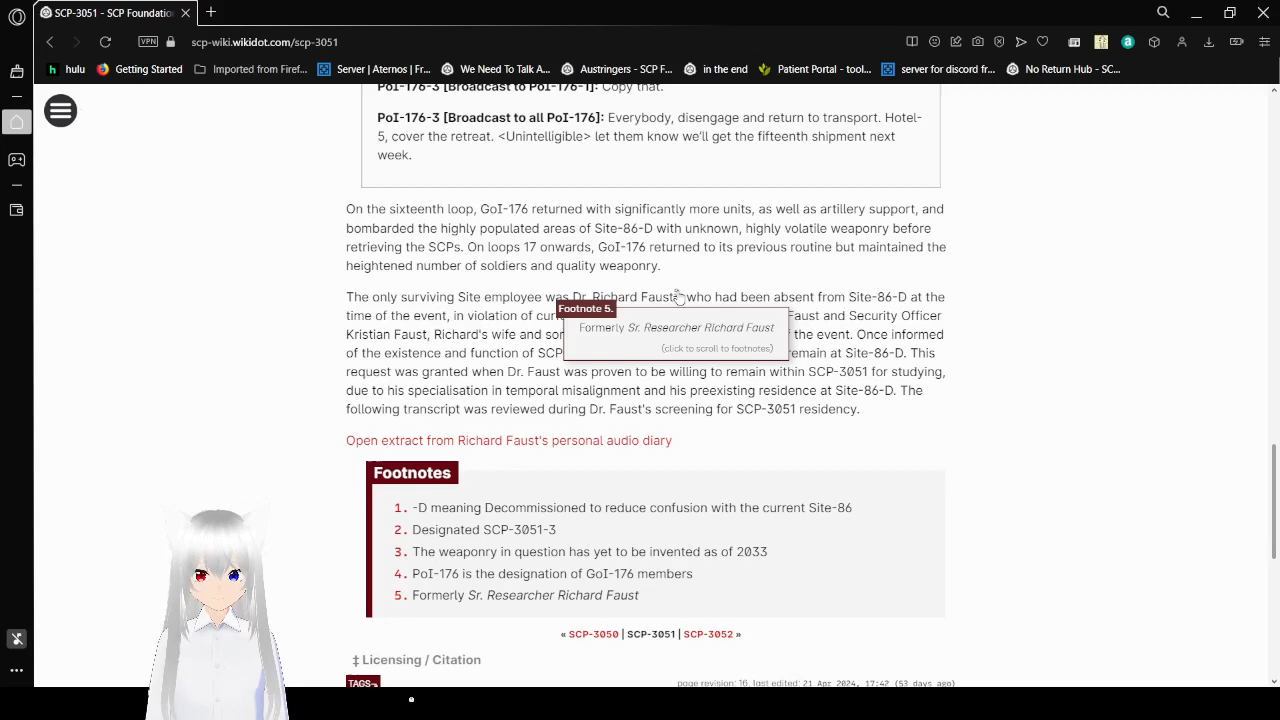 SCP-3051 - SCP Foundation
scp-wiki.wikidot.com/scp-3051
VPN
hulu
Getting Started
Imported from Firef...
Server | Aternos | Fr...
We Need To Talk A...
Austringers - SCP F...
in the end
Patient Portal - tool...
server for discord fr...
No Return Hub - SC...
PoI-176-3 [Broadcast to PoI-176-1]: Copy that.
PoI-176-3 [Broadcast to all PoI-176]: Everybody, disengage and return to transport. Hotel-
5, cover the retreat. <Unintelligible> let them know we'll get the fifteenth shipment next
week.
On the sixteenth loop, GoI-176 returned with significantly more units, as well as artillery support, and
bombarded the highly populated areas of Site-86-D with unknown, highly volatile weaponry before
retrieving the SCPs. On loops 17 onwards, GoI-176 returned to its previous routine but maintained the
heightened number of soldiers and quality weaponry.
The only surviving Site employee was Dr. Richard Faust5 who had been absent from Site-86-D at the
time of the event, in violation of cur Faust and Security Officer
Kristian Faust, Richard's wife and son the event. Once informed
of the existence and function of SCP remain at Site-86-D. This
Footnote 5.
Formerly Sr. Researcher Richard Faust
(click to scroll to footnotes)
request was granted when Dr. Faust was proven to be willing to remain within SCP-3051 for studying,
due to his specialisation in temporal misalignment and his preexisting residence at Site-86-D. The
following transcript was reviewed during Dr. Faust's screening for SCP-3051 residency.
Open extract from Richard Faust's personal audio diary
Footnotes
1. -D meaning Decommissioned to reduce confusion with the current Site-86
2. Designated SCP-3051-3
3. The weaponry in question has yet to be invented as of 2033
4. PoI-176 is the designation of GoI-176 members
5. Formerly Sr. Researcher Richard Faust
« SCP-3050 | SCP-3051 | SCP-3052 »
‡ Licensing / Citation
TAGS
page revision: 16, last edited: 21 Apr 2024, 17:42 (53 days ago)